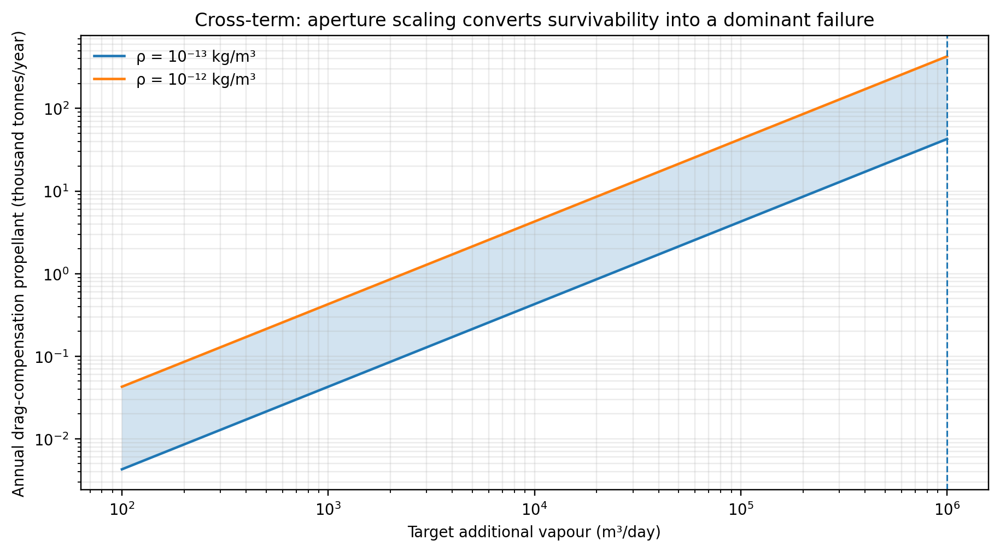 Cross-term: aperture scaling converts survivability into a dominant failure
ρ = 10⁻¹³ kg/m³
ρ = 10⁻¹² kg/m³
Annual drag-compensation propellant (thousand tonnes/year)
10²
10¹
10⁰
10⁻¹
10⁻²
10² 10³ 10⁴ 10⁵ 10⁶
Target additional vapour (m³/day)